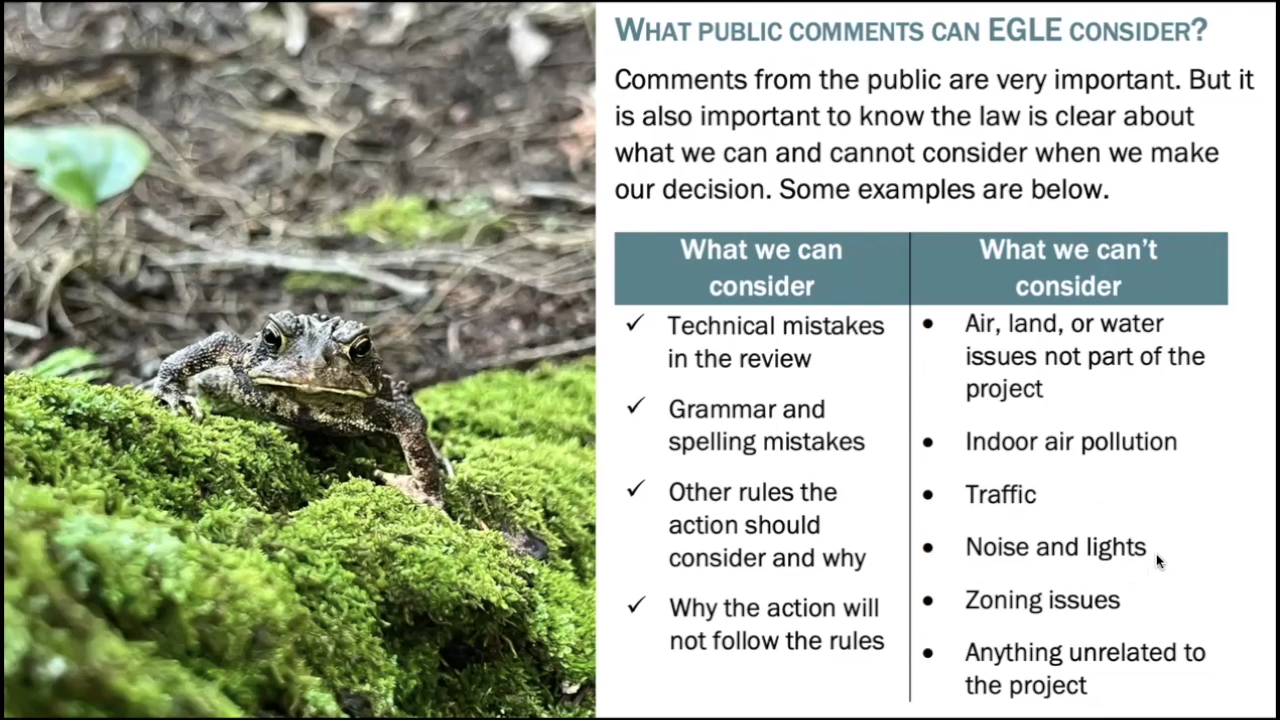 WHAT PUBLIC COMMENTS CAN EGLE CONSIDER?
Comments from the public are very important. But it
is also important to know the law is clear about
what we can and cannot consider when we make
our decision. Some examples are below.
What we can
consider
✓ Technical mistakes
in the review
✓ Grammar and
spelling mistakes
✓ Other rules the
action should
consider and why
✓ Why the action will
not follow the rules
What we can't
consider
• Air, land, or water
issues not part of the
project
• Indoor air pollution
• Traffic
• Noise and lights
• Zoning issues
• Anything unrelated to
the project